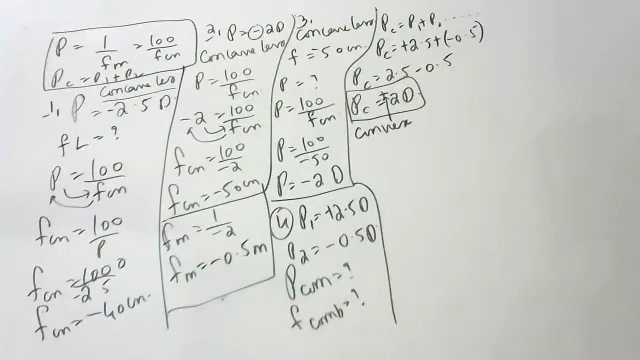 P = 1/fm = 100/fcm
Pc = P1 + P2
Concave lens
1, P = -2.5 D
fL = ?
P = 100/fcm
fcm = 100/P
fcm = 1000/-25
fcm = -40cm.
2, P = -2D
Concave lens
P = 100/fcm
-2 = 100/fcm
fcm = 100/-2
fcm = -50cm
fm = 1/-2
fm = -0.5m
3,
Concave lens
f = 50cm
P = ?
P = 100/fcm
P = 100/-50
P = -2 D
4) P1 = +2.5D
P2 = -0.5D
Pcom = ?
fcomb = ?
Pc = P1 + P2 ......
Pc = +2.5+(-0.5)
Pc = 2.5 - 0.5
Pc = +2D
convex